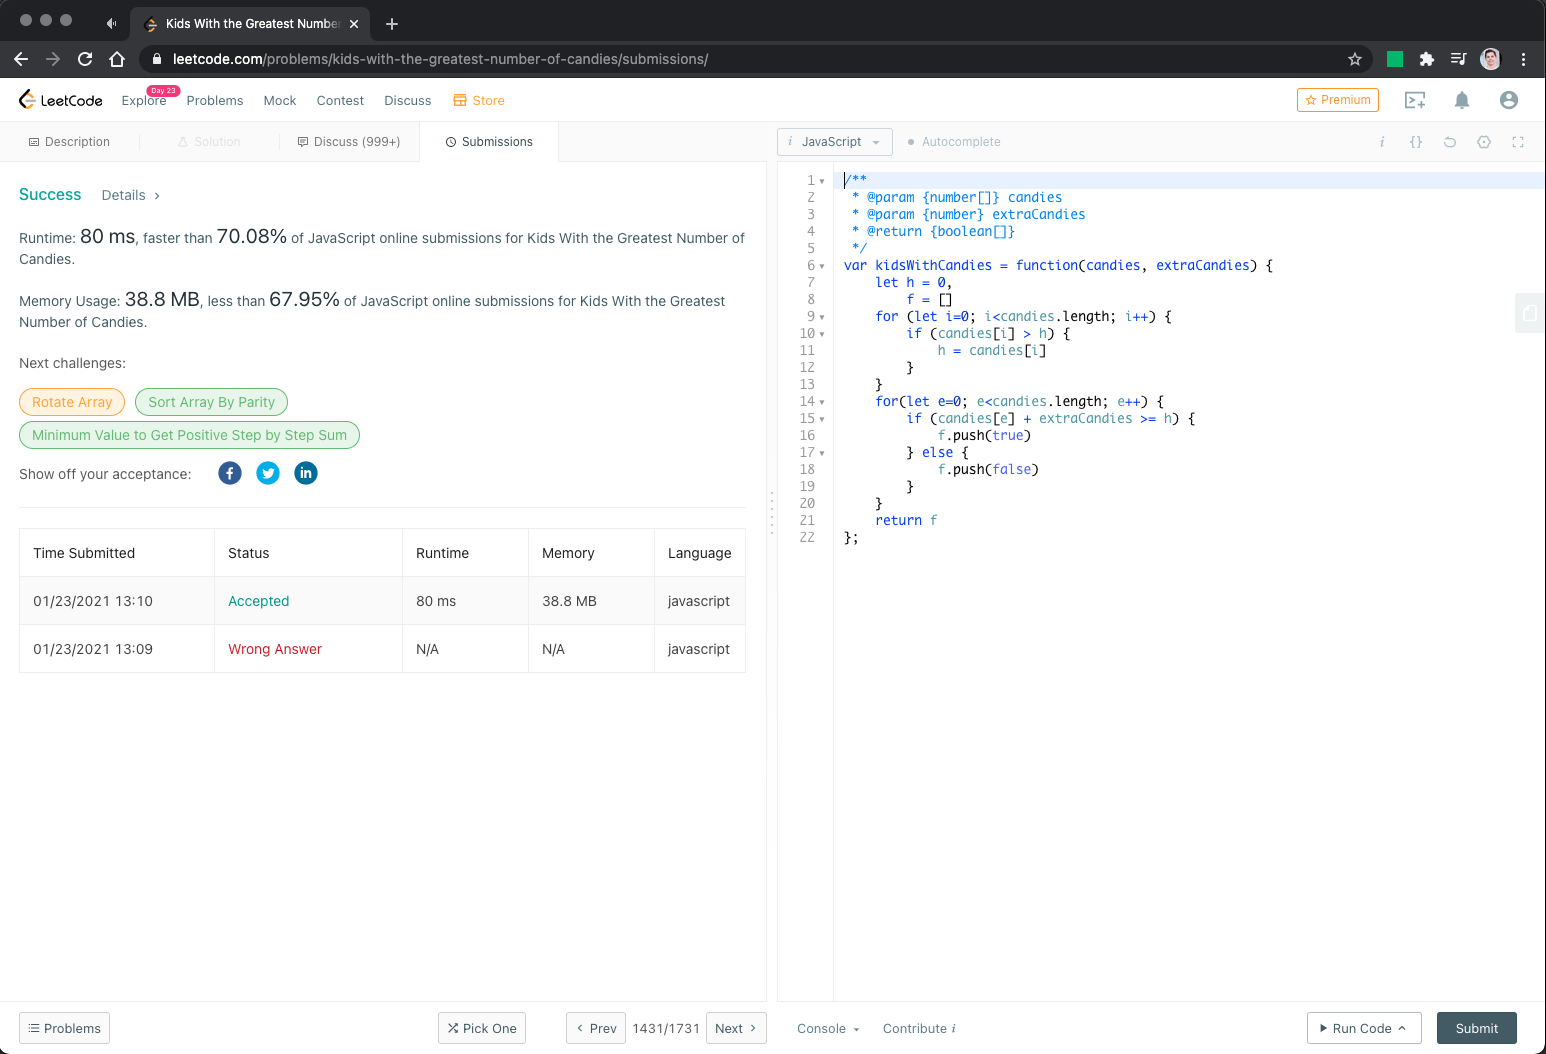 Kids With the Greatest Numbe
leetcode.com/problems/kids-with-the-greatest-number-of-candies/submissions/
LeetCode Explore Day 23 Problems Mock Contest Discuss Store Premium
Description Solution Discuss (999+) Submissions
i JavaScript Autocomplete i {}
Success Details >
Runtime: 80 ms, faster than 70.08% of JavaScript online submissions for Kids With the Greatest Number of
Candies.
Memory Usage: 38.8 MB, less than 67.95% of JavaScript online submissions for Kids With the Greatest
Number of Candies.
Next challenges:
Rotate Array Sort Array By Parity
Minimum Value to Get Positive Step by Step Sum
Show off your acceptance: f in
Time Submitted Status Runtime Memory Language
01/23/2021 13:10 Accepted 80 ms 38.8 MB javascript
01/23/2021 13:09 Wrong Answer N/A N/A javascript
1 /**
2  * @param {number[]} candies
3  * @param {number} extraCandies
4  * @return {boolean[]}
5  */
6 var kidsWithCandies = function(candies, extraCandies) {
7     let h = 0,
8         f = []
9     for (let i=0; i<candies.length; i++) {
10         if (candies[i] > h) {
11             h = candies[i]
12         }
13     }
14     for(let e=0; e<candies.length; e++) {
15         if (candies[e] + extraCandies >= h) {
16             f.push(true)
17         } else {
18             f.push(false)
19         }
20     }
21     return f
22 };
Problems Pick One < Prev 1431/1731 Next > Console Contribute i Run Code Submit